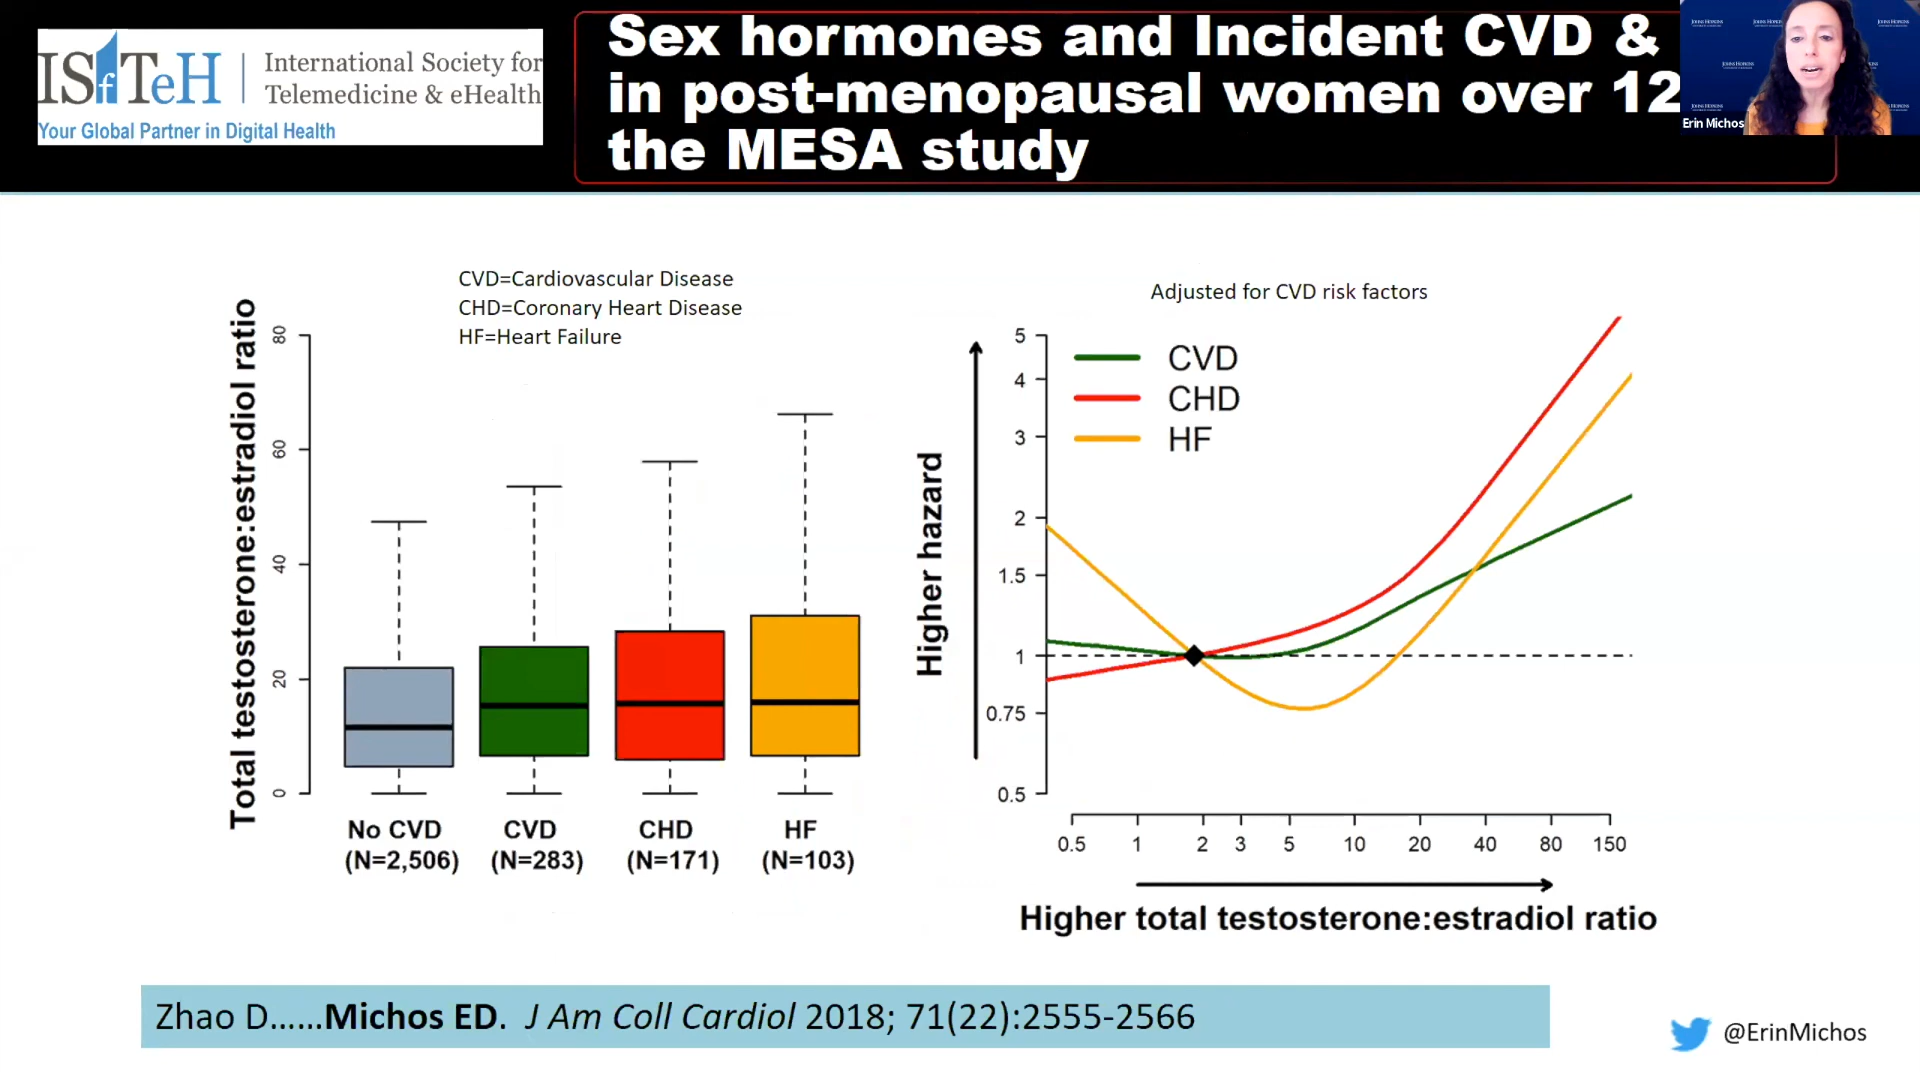 ISfTeH
International Society for
Telemedicine & eHealth
Your Global Partner in Digital Health
Sex hormones and Incident CVD &
in post-menopausal women over 12
the MESA study
Erin Michos
CVD=Cardiovascular Disease
CHD=Coronary Heart Disease
HF=Heart Failure
Total testosterone:estradiol ratio
80
60
40
20
0
No CVD
(N=2,506)
CVD
(N=283)
CHD
(N=171)
HF
(N=103)
Adjusted for CVD risk factors
Higher hazard
5
4
3
2
1.5
1
0.75
0.5
CVD
CHD
HF
0.5 1 2 3 5 10 20 40 80 150
Higher total testosterone:estradiol ratio
Zhao D......Michos ED. J Am Coll Cardiol 2018; 71(22):2555-2566
@ErinMichos